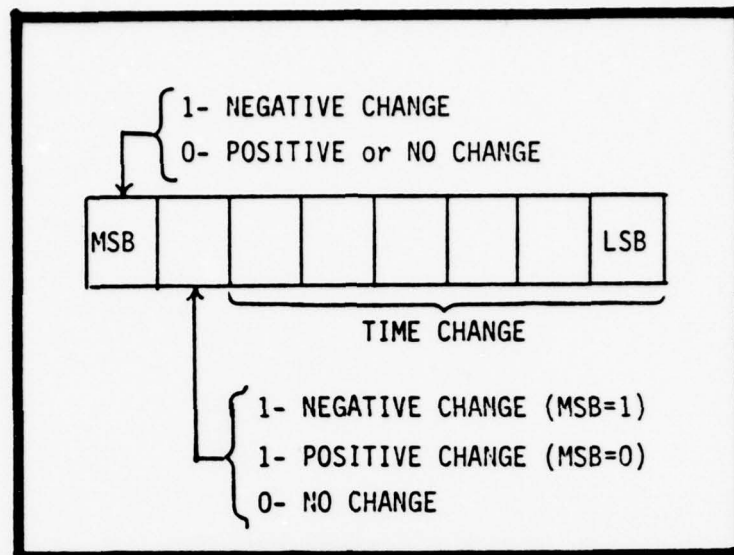 1- NEGATIVE CHANGE
0- POSITIVE or NO CHANGE
MSB LSB
TIME CHANGE
1- NEGATIVE CHANGE (MSB=1)
1- POSITIVE CHANGE (MSB=0)
0- NO CHANGE